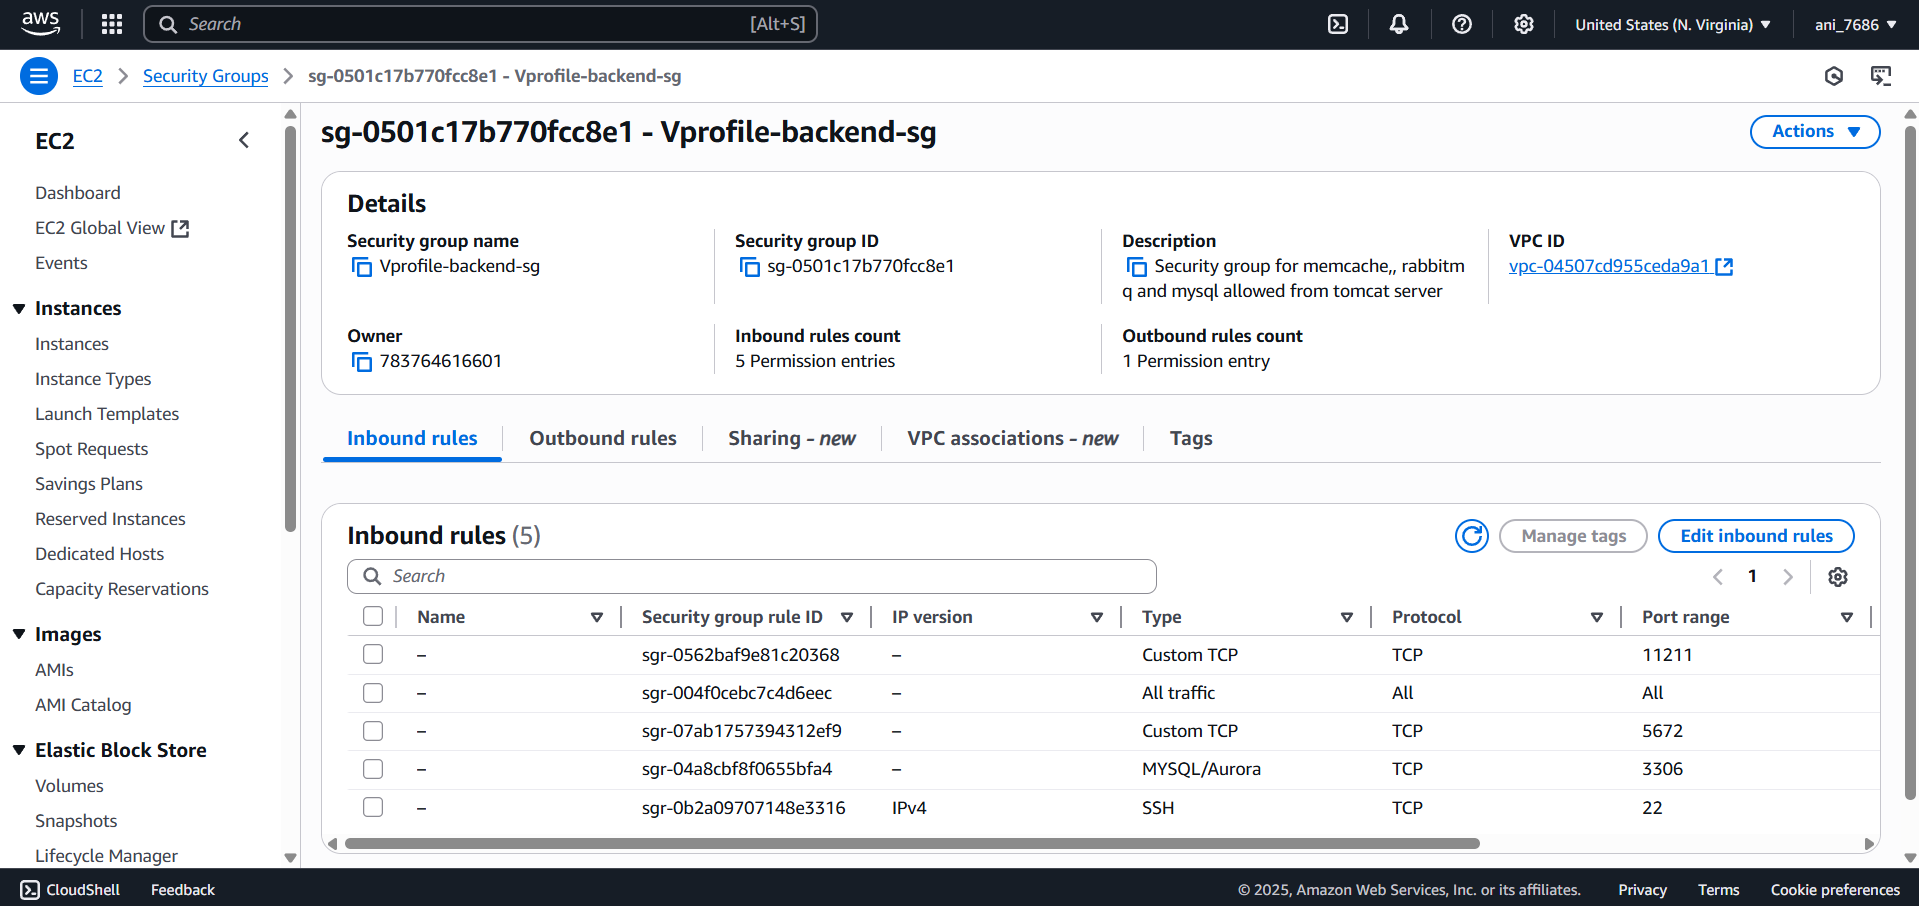 aws Search [Alt+S] United States (N. Virginia) ani_7686
EC2 Security Groups sg-0501c17b770fcc8e1 - Vprofile-backend-sg
EC2
Dashboard
EC2 Global View
Events
Instances
Instances
Instance Types
Launch Templates
Spot Requests
Savings Plans
Reserved Instances
Dedicated Hosts
Capacity Reservations
Images
AMIs
AMI Catalog
Elastic Block Store
Volumes
Snapshots
Lifecycle Manager
sg-0501c17b770fcc8e1 - Vprofile-backend-sg
Actions
Details
Security group name
Vprofile-backend-sg
Security group ID
sg-0501c17b770fcc8e1
Description
Security group for memcache,, rabbitm
q and mysql allowed from tomcat server
VPC ID
vpc-04507cd955ceda9a1
Owner
783764616601
Inbound rules count
5 Permission entries
Outbound rules count
1 Permission entry
Inbound rules Outbound rules Sharing - new VPC associations - new Tags
Inbound rules (5)
Manage tags Edit inbound rules
Search
1
Name Security group rule ID IP version Type Protocol Port range
– sgr-0562baf9e81c20368 – Custom TCP TCP 11211
– sgr-004f0cebc7c4d6eec – All traffic All All
– sgr-07ab1757394312ef9 – Custom TCP TCP 5672
– sgr-04a8cbf8f0655bfa4 – MYSQL/Aurora TCP 3306
– sgr-0b2a09707148e3316 IPv4 SSH TCP 22
CloudShell Feedback © 2025, Amazon Web Services, Inc. or its affiliates. Privacy Terms Cookie preferences